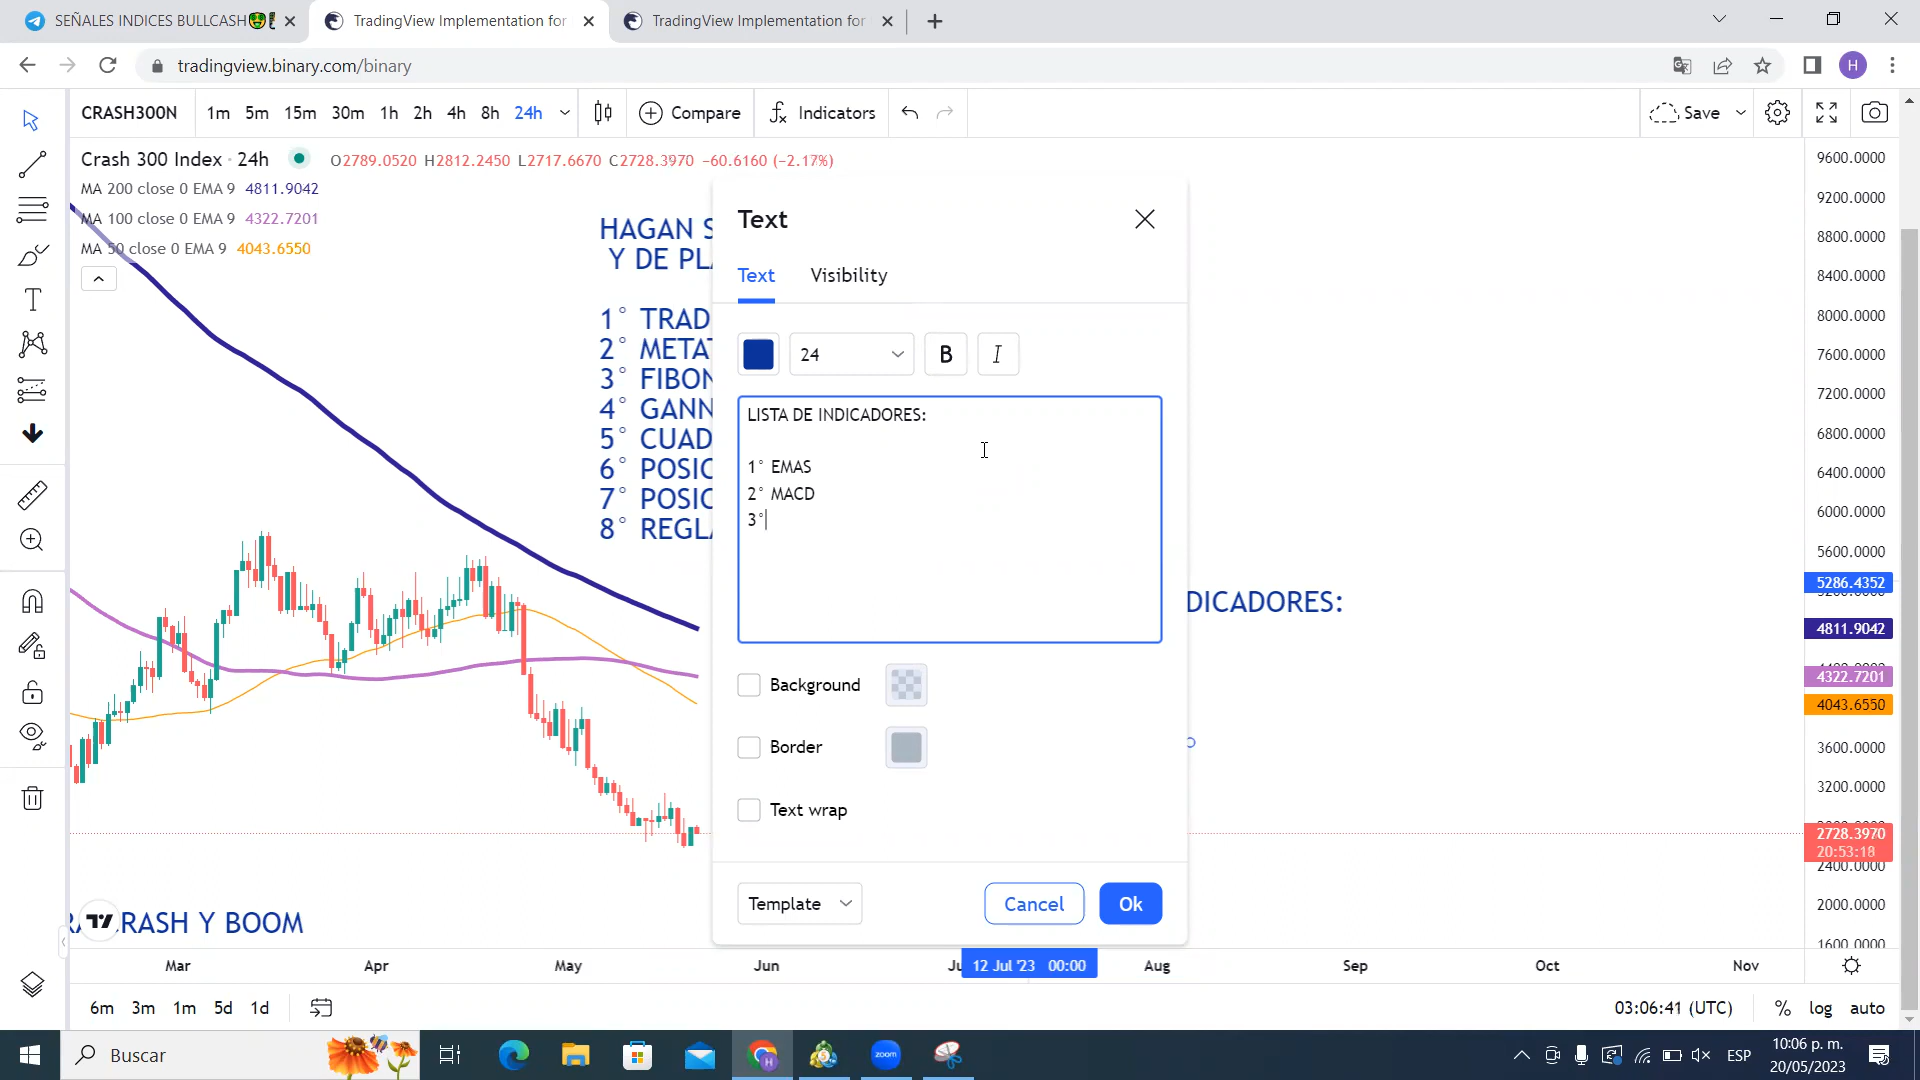 SEÑALES INDICES BULLCASH
TradingView Implementation for
TradingView Implementation for
tradingview.binary.com/binary
H
CRASH300N
1m 5m 15m 30m 1h 2h 4h 8h 24h
Compare
Indicators
Save
Crash 300 Index · 24h
O2789.0520 H2812.2450 L2717.6670 C2728.3970 −60.6160 (−2.17%)
MA 200 close 0 EMA 9 4811.9042
MA 100 close 0 EMA 9 4322.7201
MA 50 close 0 EMA 9 4043.6550
HAGAN S
Y DE PL
1° TRAD
2° META
3° FIBON
4° GANN
5° CUAD
6° POSIC
7° POSIC
8° REGLA
Text
Text Visibility
24
B
I
LISTA DE INDICADORES:
1° EMAS
2° MACD
3°
Background
Border
Text wrap
Template
Cancel
Ok
DICADORES:
RASH Y BOOM
9600.0000
9200.0000
8800.0000
8400.0000
8000.0000
7600.0000
7200.0000
6800.0000
6400.0000
6000.0000
5600.0000
5286.4352
4811.9042
4322.7201
4043.6550
3600.0000
3200.0000
2728.3970
20:53:18
2400.0000
2000.0000
1600.0000
Mar
Apr
May
Jun
12 Jul '23 00:00
Aug
Sep
Oct
Nov
6m 3m 1m 5d 1d
03:06:41 (UTC)
% log auto
Buscar
zoom
ESP
10:06 p. m.
20/05/2023